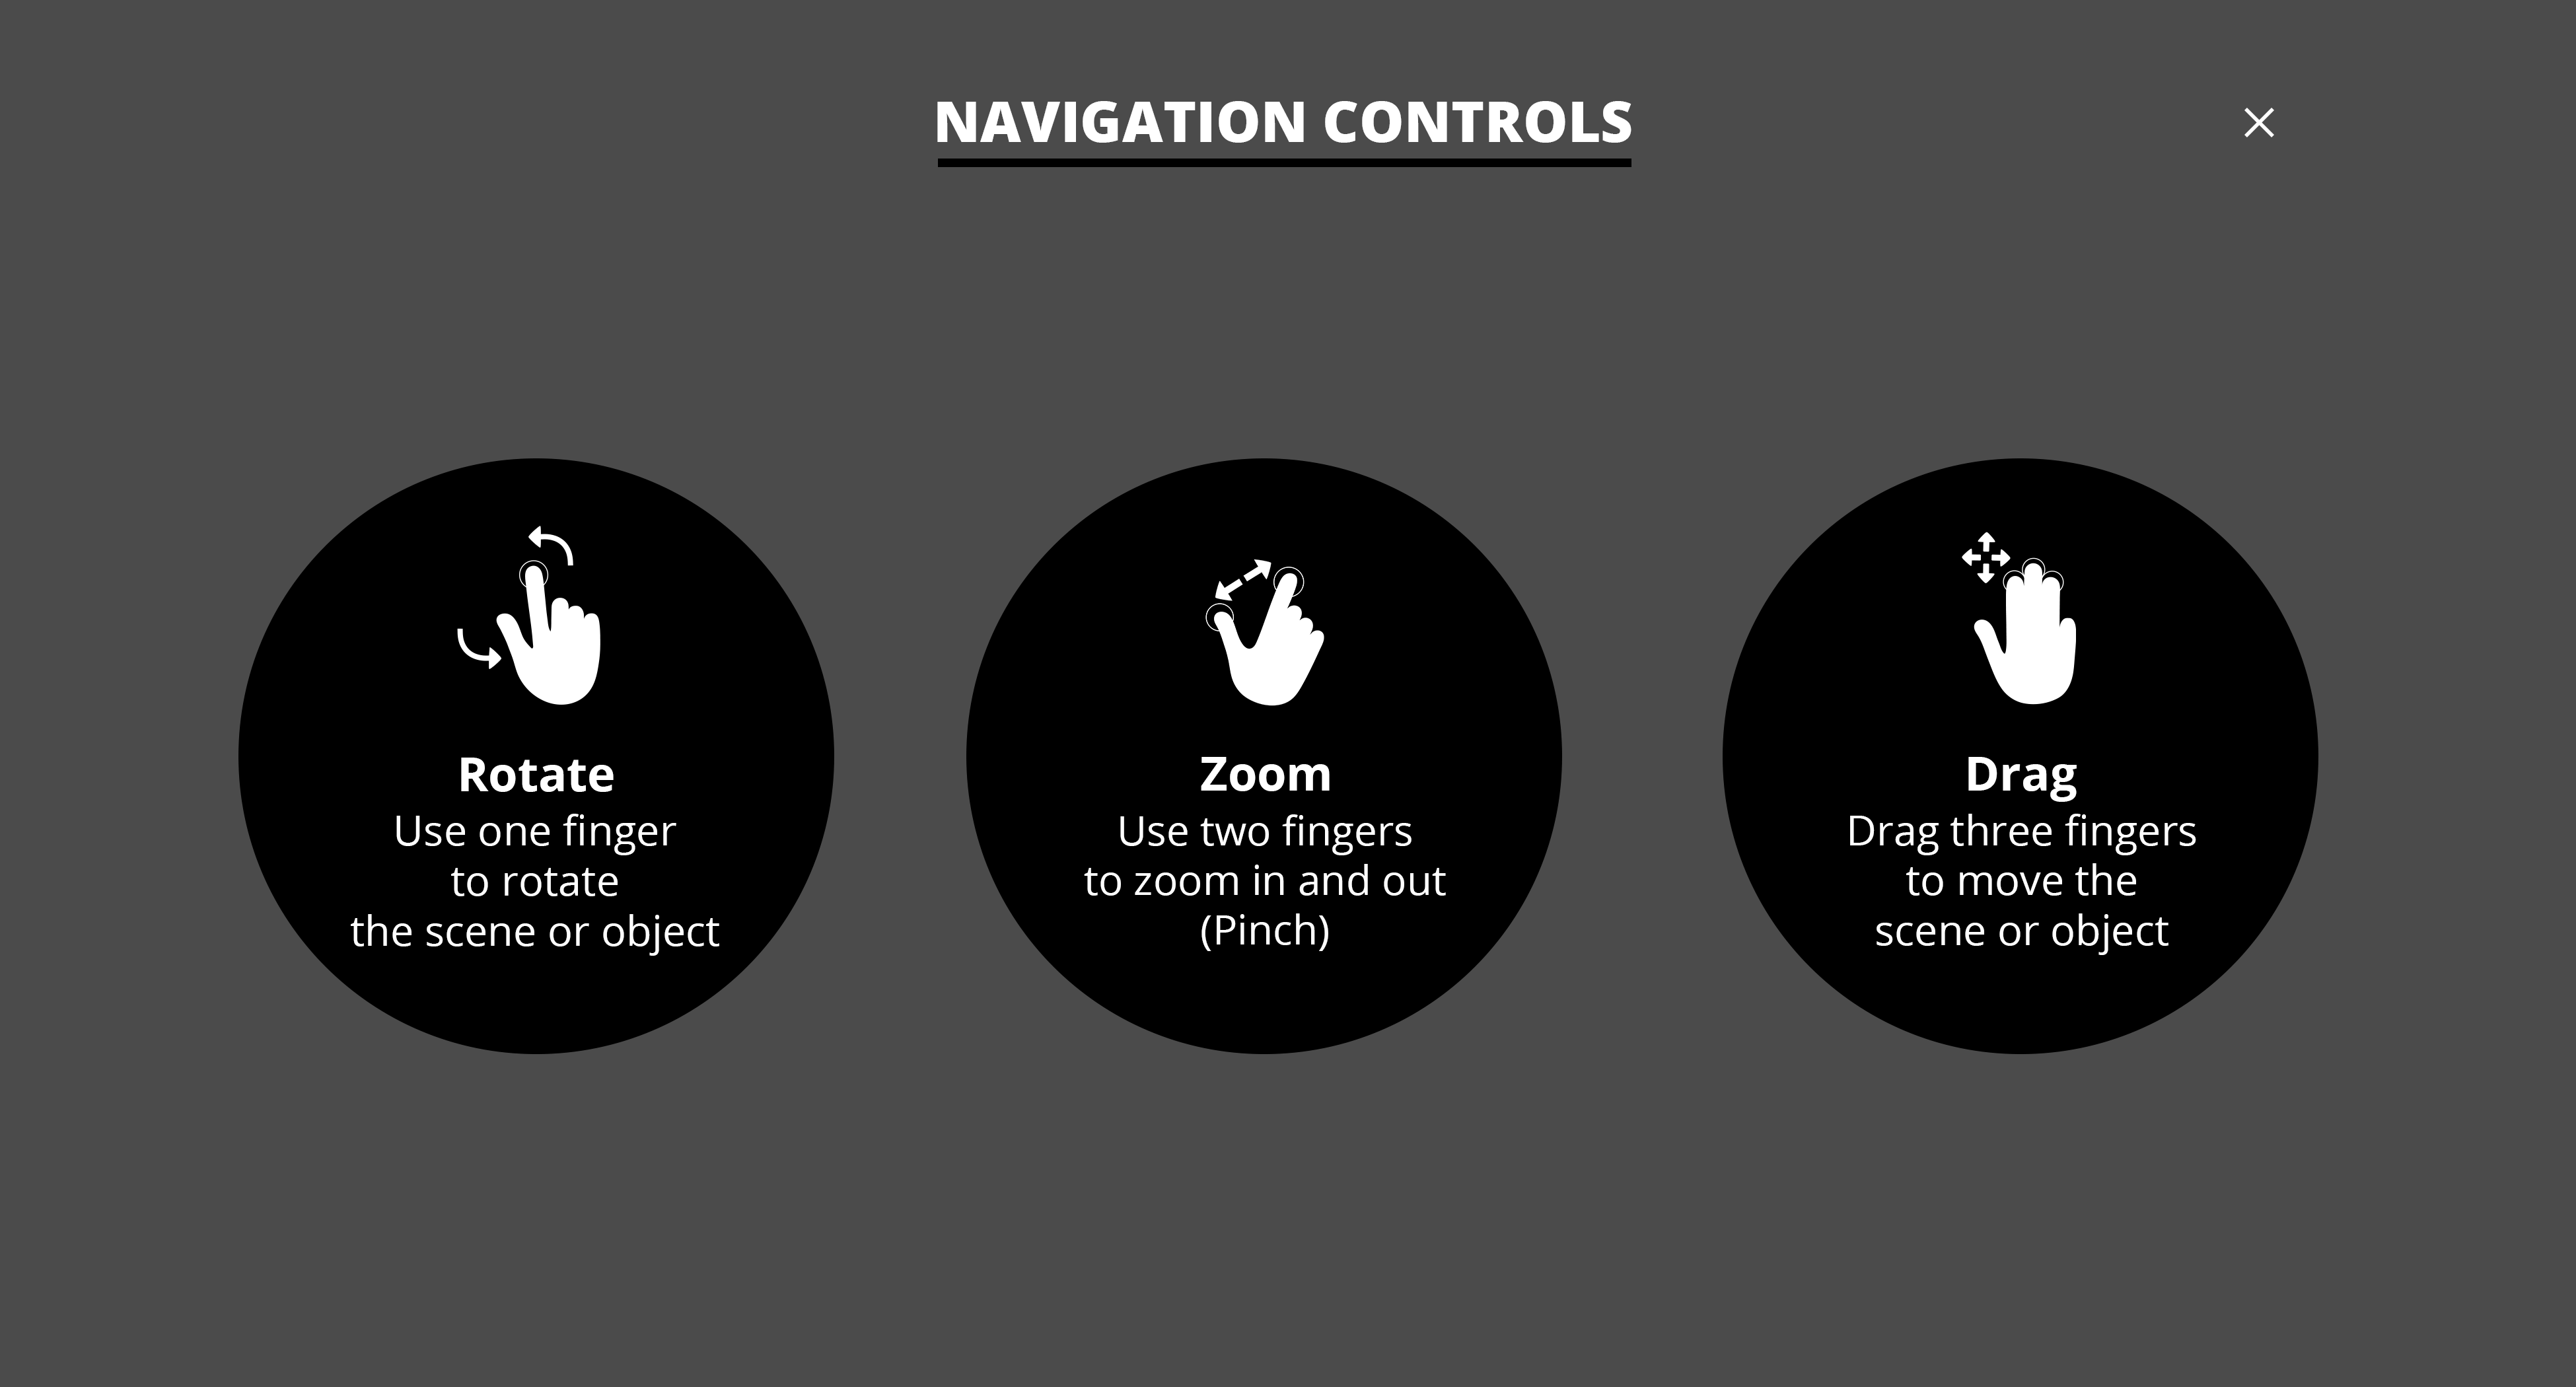 NAVIGATION CONTROLS
Rotate
Use one finger
to rotate
the scene or object
Zoom
Use two fingers
to zoom in and out
(Pinch)
Drag
Drag three fingers
to move the
scene or object